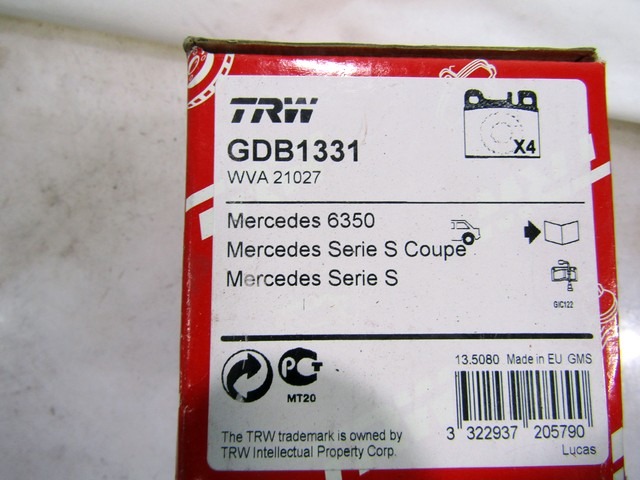 TRW
GDB1331
WVA 21027
X4
Mercedes 6350
Mercedes Serie S Coupe
Mercedes Serie S
GIC122
РСТ
MT20
13.5080 Made in EU GMS
3 322937 205790
Lucas
The TRW trademark is owned by
TRW Intellectual Property Corp.